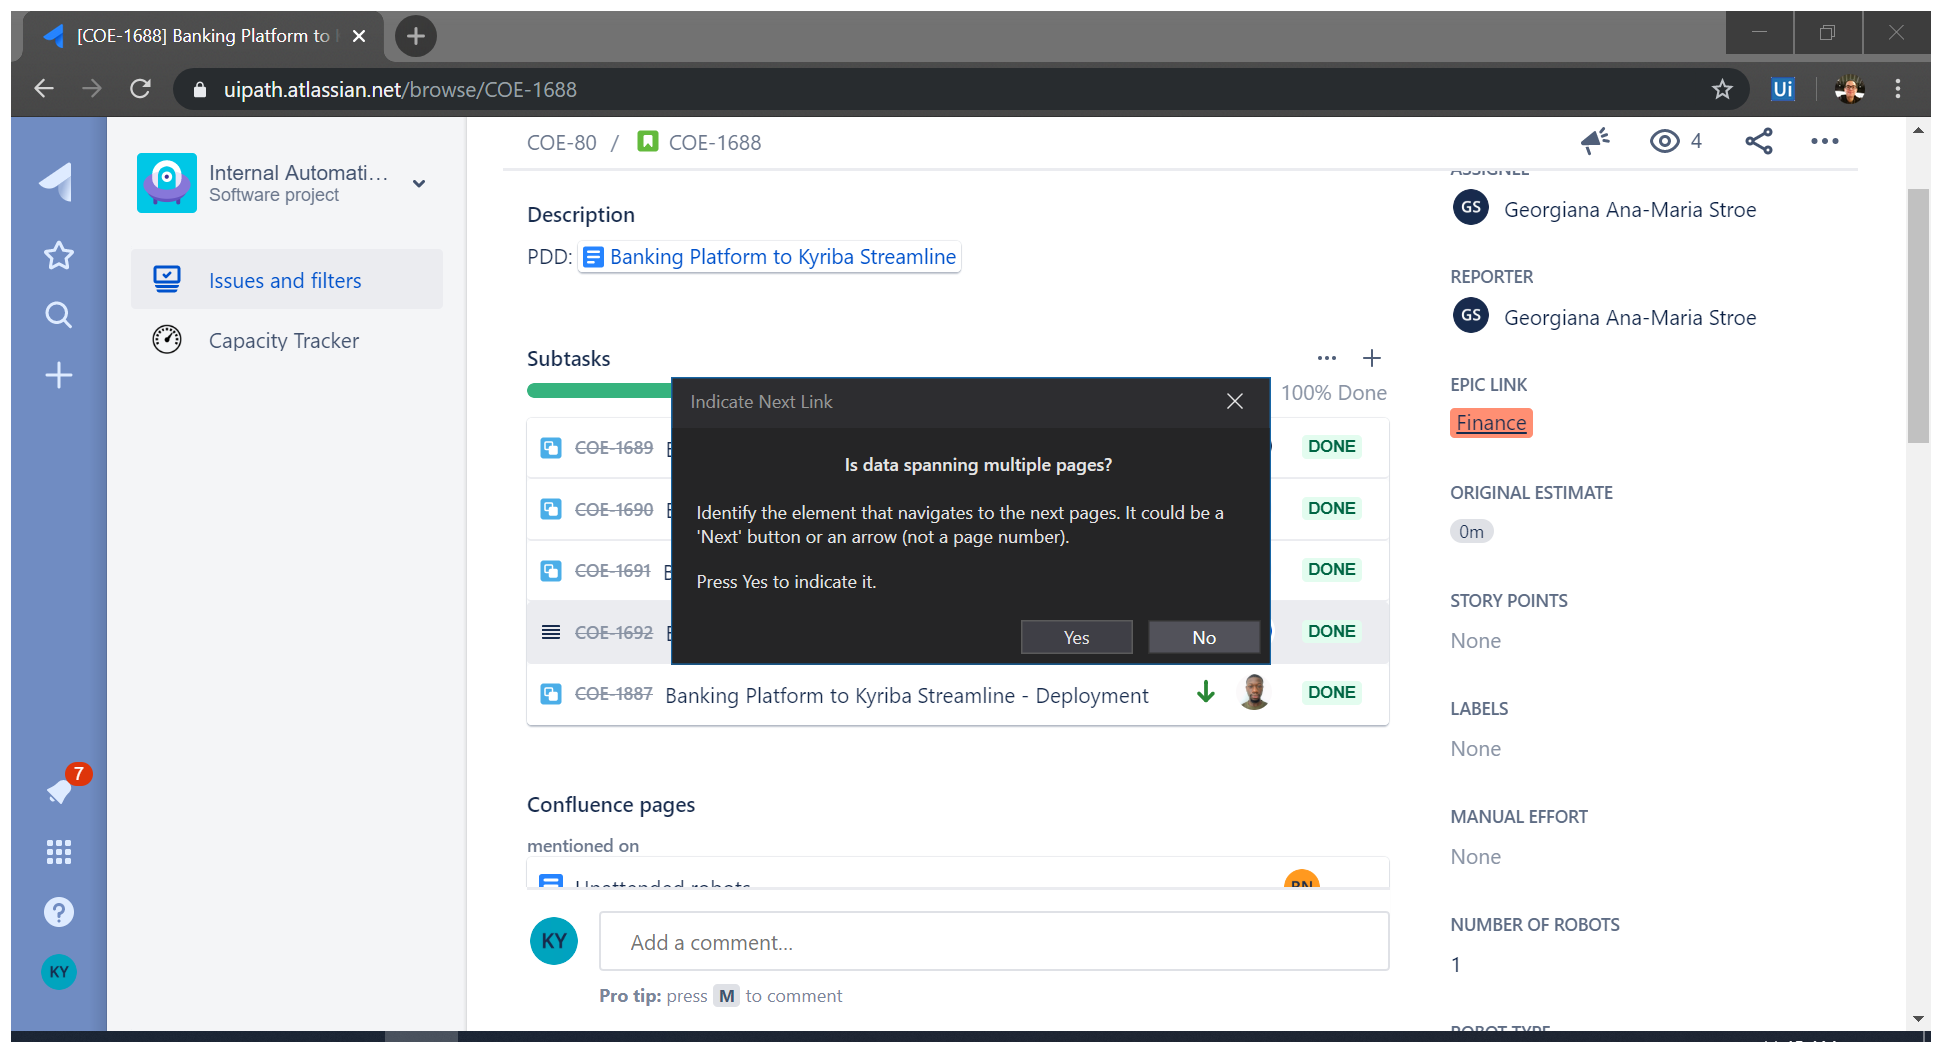 [COE-1688] Banking Platform to
uipath.atlassian.net/browse/COE-1688
Ui
Internal Automati...
Software project
Issues and filters
Capacity Tracker
7
KY
COE-80 / COE-1688
4
Description
PDD: Banking Platform to Kyriba Streamline
Subtasks
100% Done
COE-1689 DONE
COE-1690 DONE
COE-1691 DONE
COE-1692 DONE
COE-1887 Banking Platform to Kyriba Streamline - Deployment DONE
Indicate Next Link
Is data spanning multiple pages?
Identify the element that navigates to the next pages. It could be a
'Next' button or an arrow (not a page number).
Press Yes to indicate it.
Yes No
Confluence pages
mentioned on
Unattended robots
KY
Add a comment...
Pro tip: press M to comment
ASSIGNEE
GS Georgiana Ana-Maria Stroe
REPORTER
GS Georgiana Ana-Maria Stroe
EPIC LINK
Finance
ORIGINAL ESTIMATE
0m
STORY POINTS
None
LABELS
None
MANUAL EFFORT
None
NUMBER OF ROBOTS
1
ROBOT TYPE